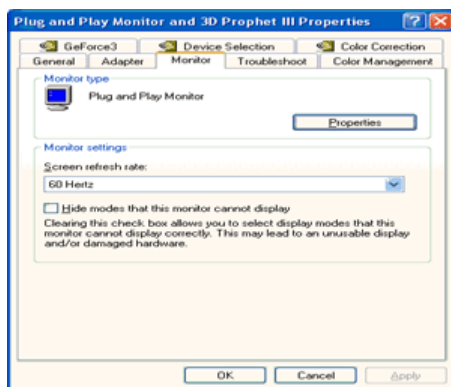 Plug and Play Monitor and 3D Prophet III Properties
GeForce3 Device Selection Color Correction
General Adapter Monitor Troubleshoot Color Management
Monitor type
Plug and Play Monitor
Properties
Monitor settings
Screen refresh rate:
60 Hertz
Hide modes that this monitor cannot display
Clearing this check box allows you to select display modes that this
monitor cannot display correctly. This may lead to an unusable display
and/or damaged hardware.
OK Cancel Apply